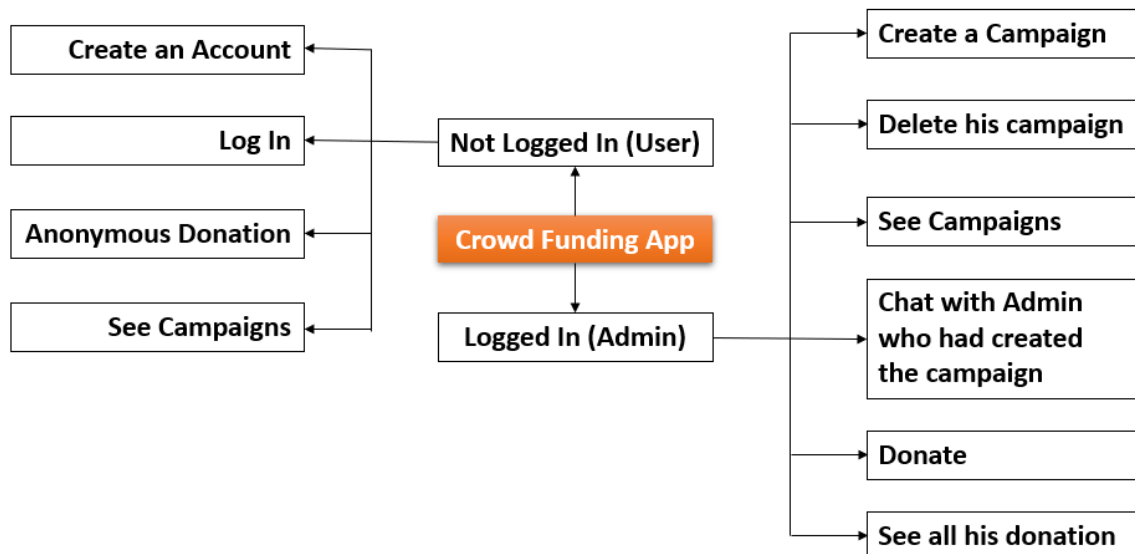 Create an Account
Log In
Anonymous Donation
See Campaigns
Not Logged In (User)
Crowd Funding App
Logged In (Admin)
Create a Campaign
Delete his campaign
See Campaigns
Chat with Admin
who had created
the campaign
Donate
See all his donation